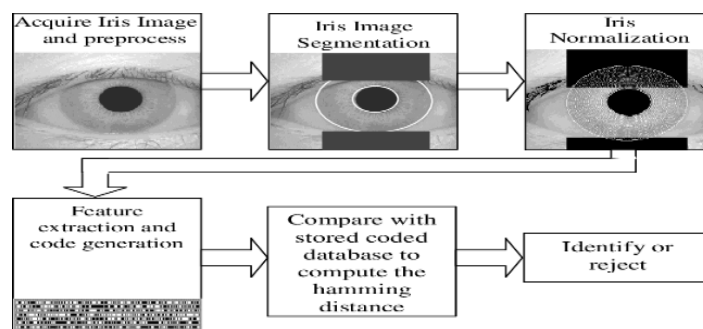 Acquire Iris Image
and preprocess
Iris Image
Segmentation
Iris
Normalization
Feature
extraction and
code generation
Compare with
stored coded
database to
compute the
hamming
distance
Identify or
reject